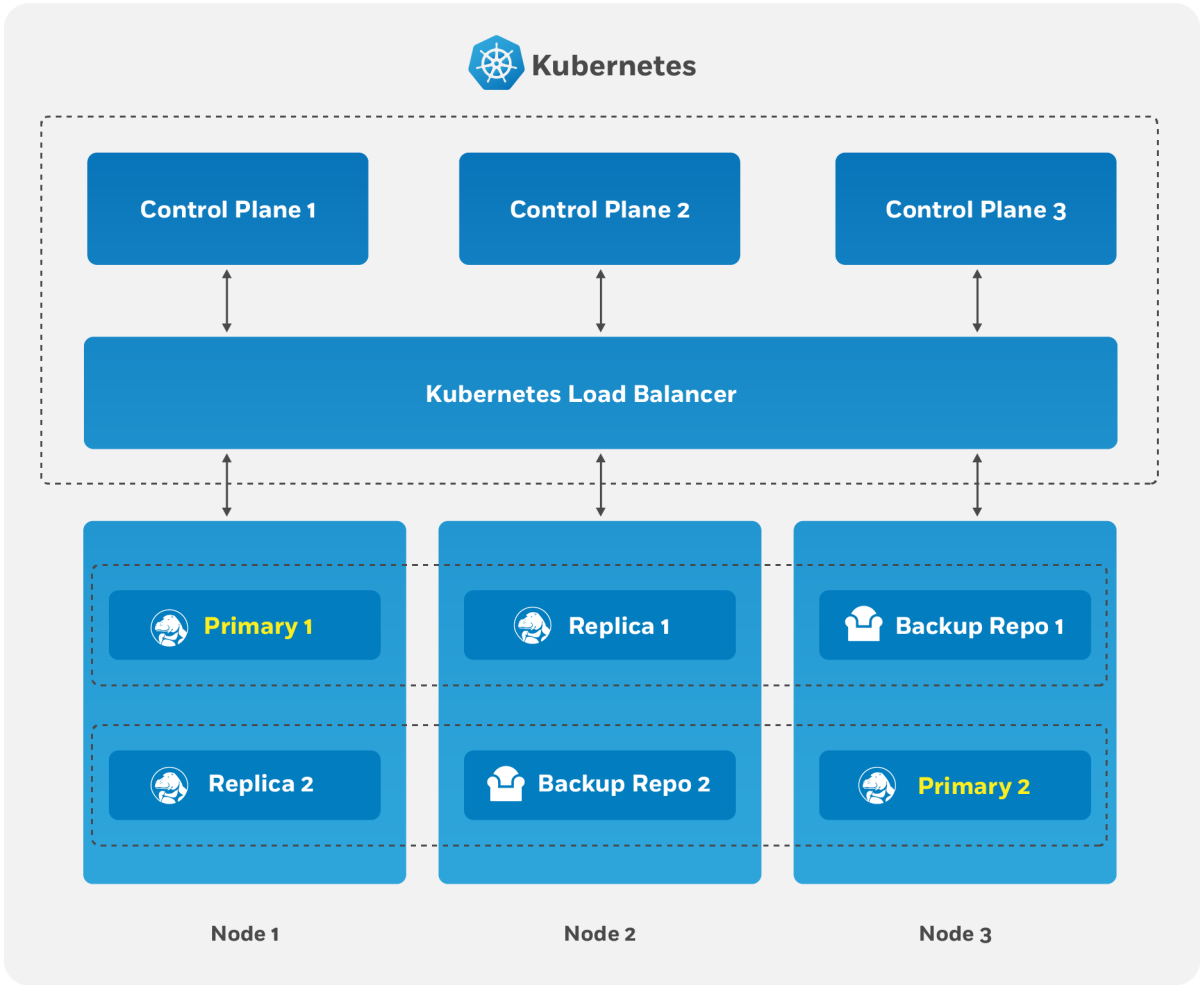 Kubernetes
Control Plane 1
Control Plane 2
Control Plane 3
Kubernetes Load Balancer
Primary 1
Replica 1
Backup Repo 1
Replica 2
Backup Repo 2
Primary 2
Node 1
Node 2
Node 3